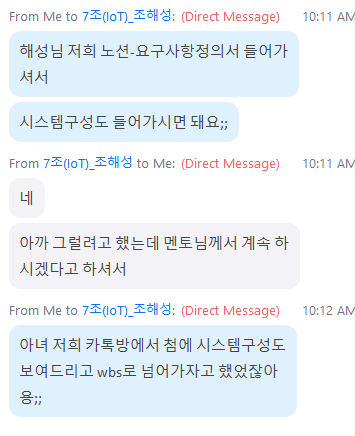 From Me to 7조(IoT)_조해성: (Direct Message) 10:11 AM
해성님 저희 노션-요구사항정의서 들어가
셔서
시스템구성도 들어가시면 돼요;;
From 7조(IoT)_조해성 to Me: (Direct Message) 10:11 AM
네
아까 그럴려고 했는데 멘토님께서 계속 하
시겠다고 하셔서
From Me to 7조(IoT)_조해성: (Direct Message) 10:12 AM
아녀 저희 카톡방에서 첨에 시스템구성도
보여드리고 wbs로 넘어가자고 했었잖아
용;;